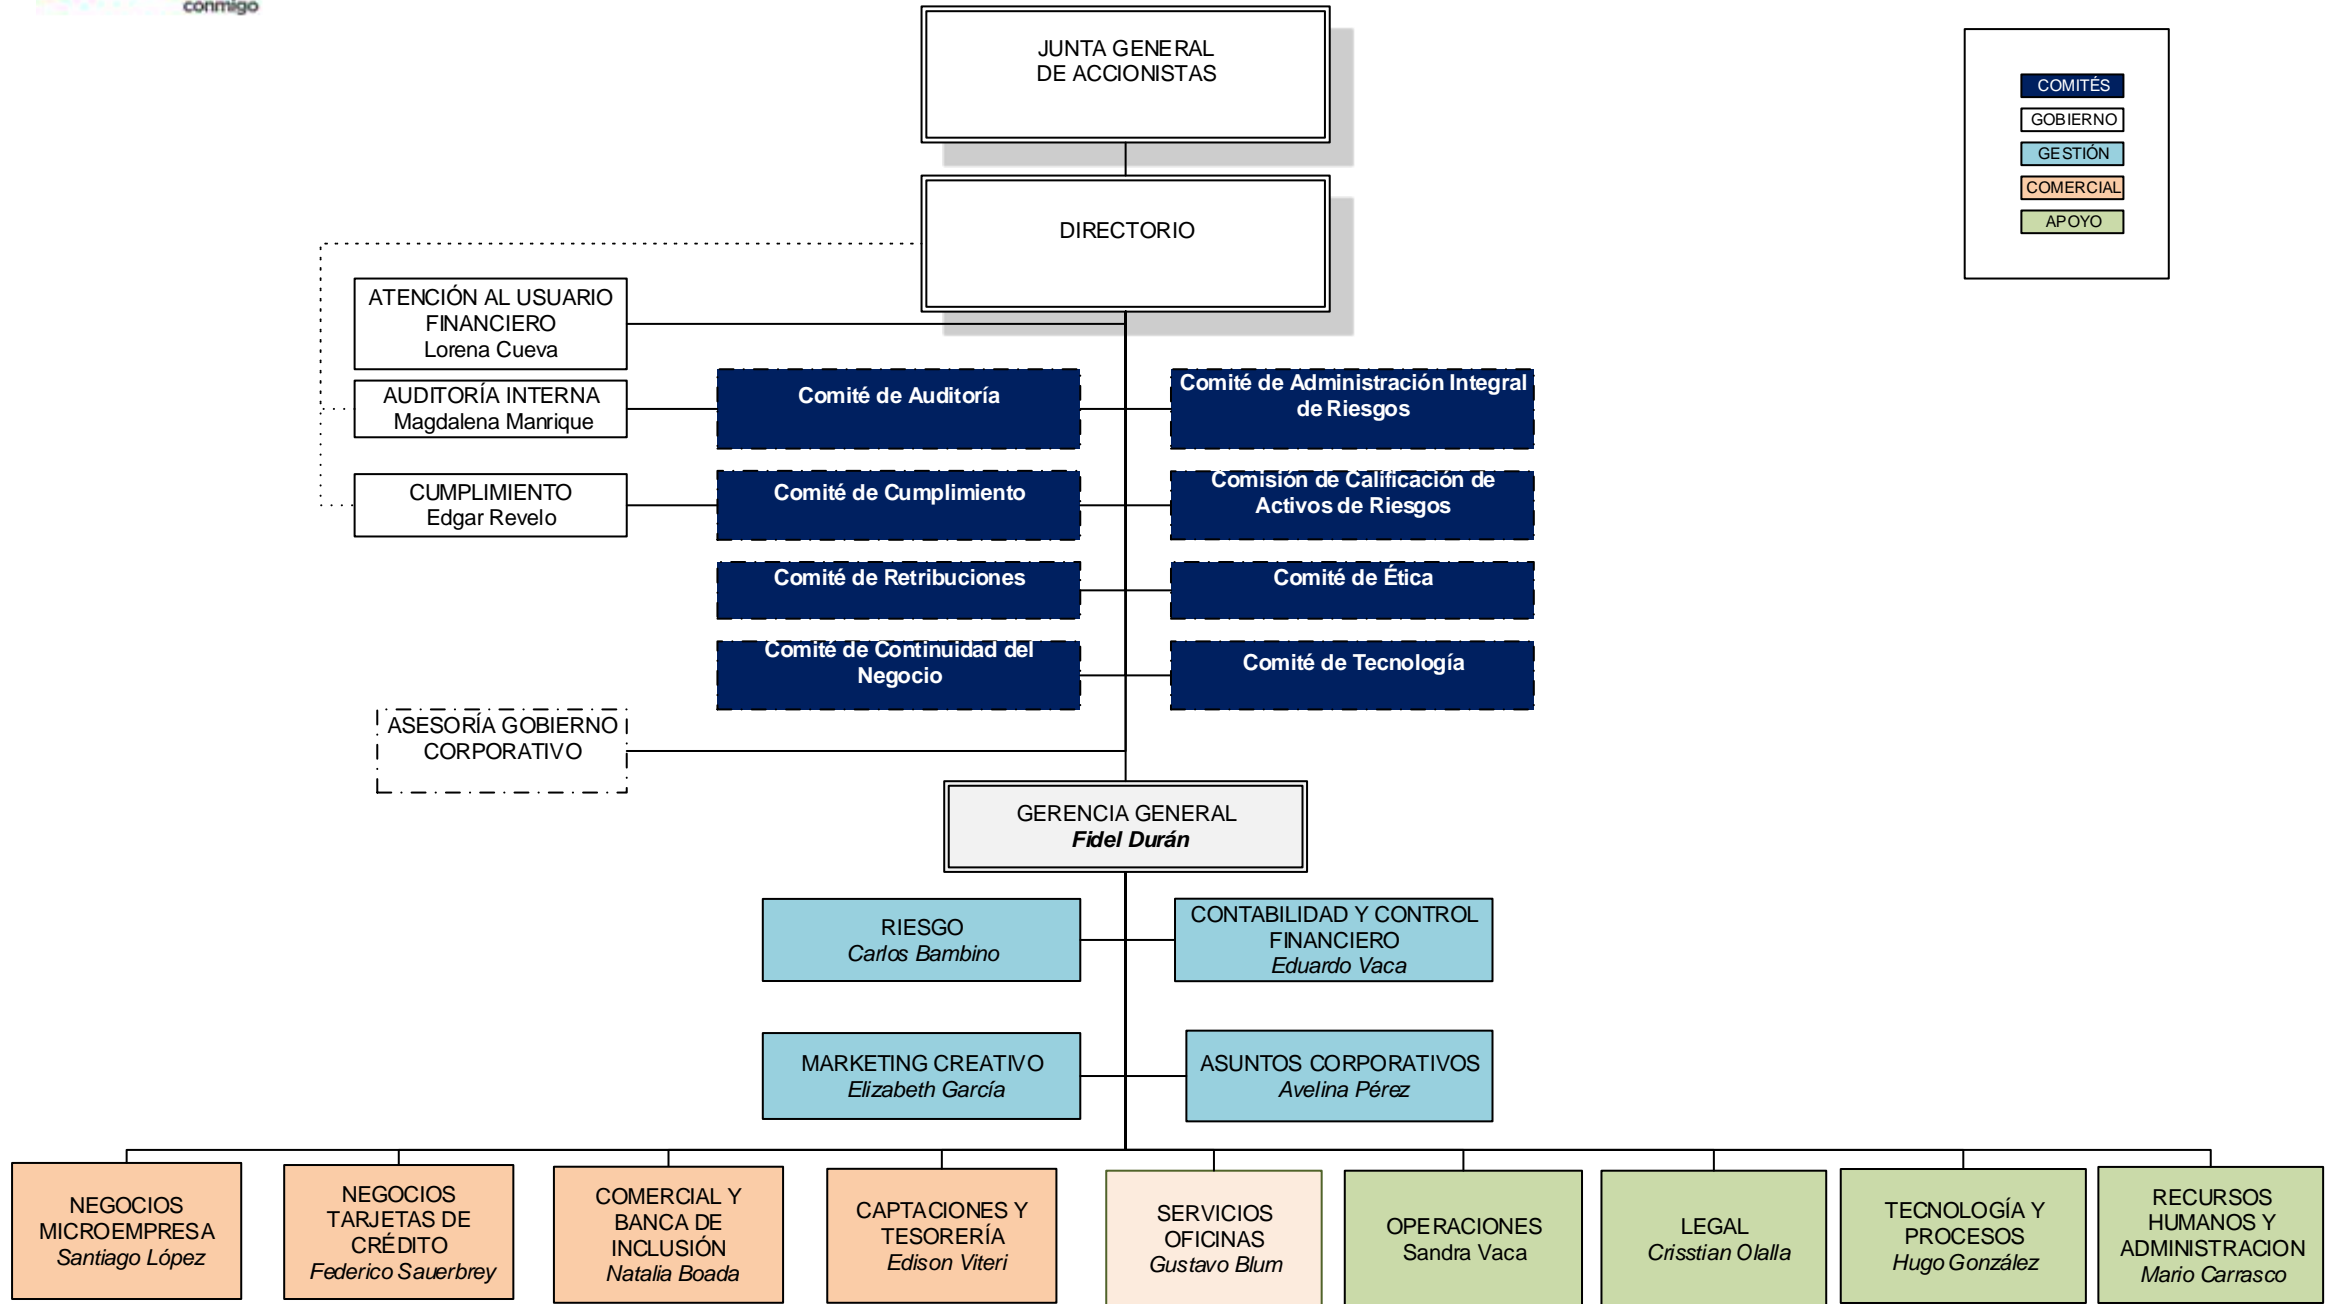 conmigo
JUNTA GENERAL
DE ACCIONISTAS
COMITÉS
GOBIERNO
GESTIÓN
COMERCIAL
APOYO
DIRECTORIO
ATENCIÓN AL USUARIO
FINANCIERO
Lorena Cueva
AUDITORÍA INTERNA
Magdalena Manrique
Comité de Auditoría
Comité de Administración Integral
de Riesgos
CUMPLIMIENTO
Edgar Revelo
Comité de Cumplimiento
Comisión de Calificación de
Activos de Riesgos
Comité de Retribuciones
Comité de Ética
Comité de Continuidad del
Negocio
Comité de Tecnología
ASESORÍA GOBIERNO
CORPORATIVO
GERENCIA GENERAL
Fidel Durán
RIESGO
Carlos Bambino
CONTABILIDAD Y CONTROL
FINANCIERO
Eduardo Vaca
MARKETING CREATIVO
Elizabeth García
ASUNTOS CORPORATIVOS
Avelina Pérez
NEGOCIOS
MICROEMPRESA
Santiago López
NEGOCIOS
TARJETAS DE
CRÉDITO
Federico Sauerbrey
COMERCIAL Y
BANCA DE
INCLUSIÓN
Natalia Boada
CAPTACIONES Y
TESORERÍA
Edison Viteri
SERVICIOS
OFICINAS
Gustavo Blum
OPERACIONES
Sandra Vaca
LEGAL
Crisstian Olalla
TECNOLOGÍA Y
PROCESOS
Hugo González
RECURSOS
HUMANOS Y
ADMINISTRACION
Mario Carrasco